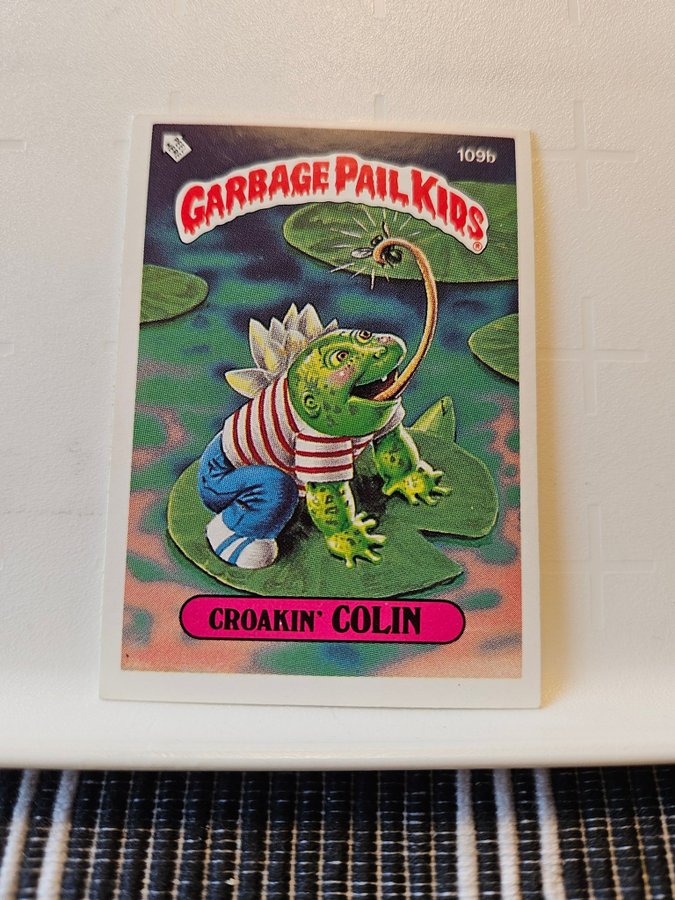 109b
GARBAGE PAIL KIDS
®
CROAKIN' COLIN